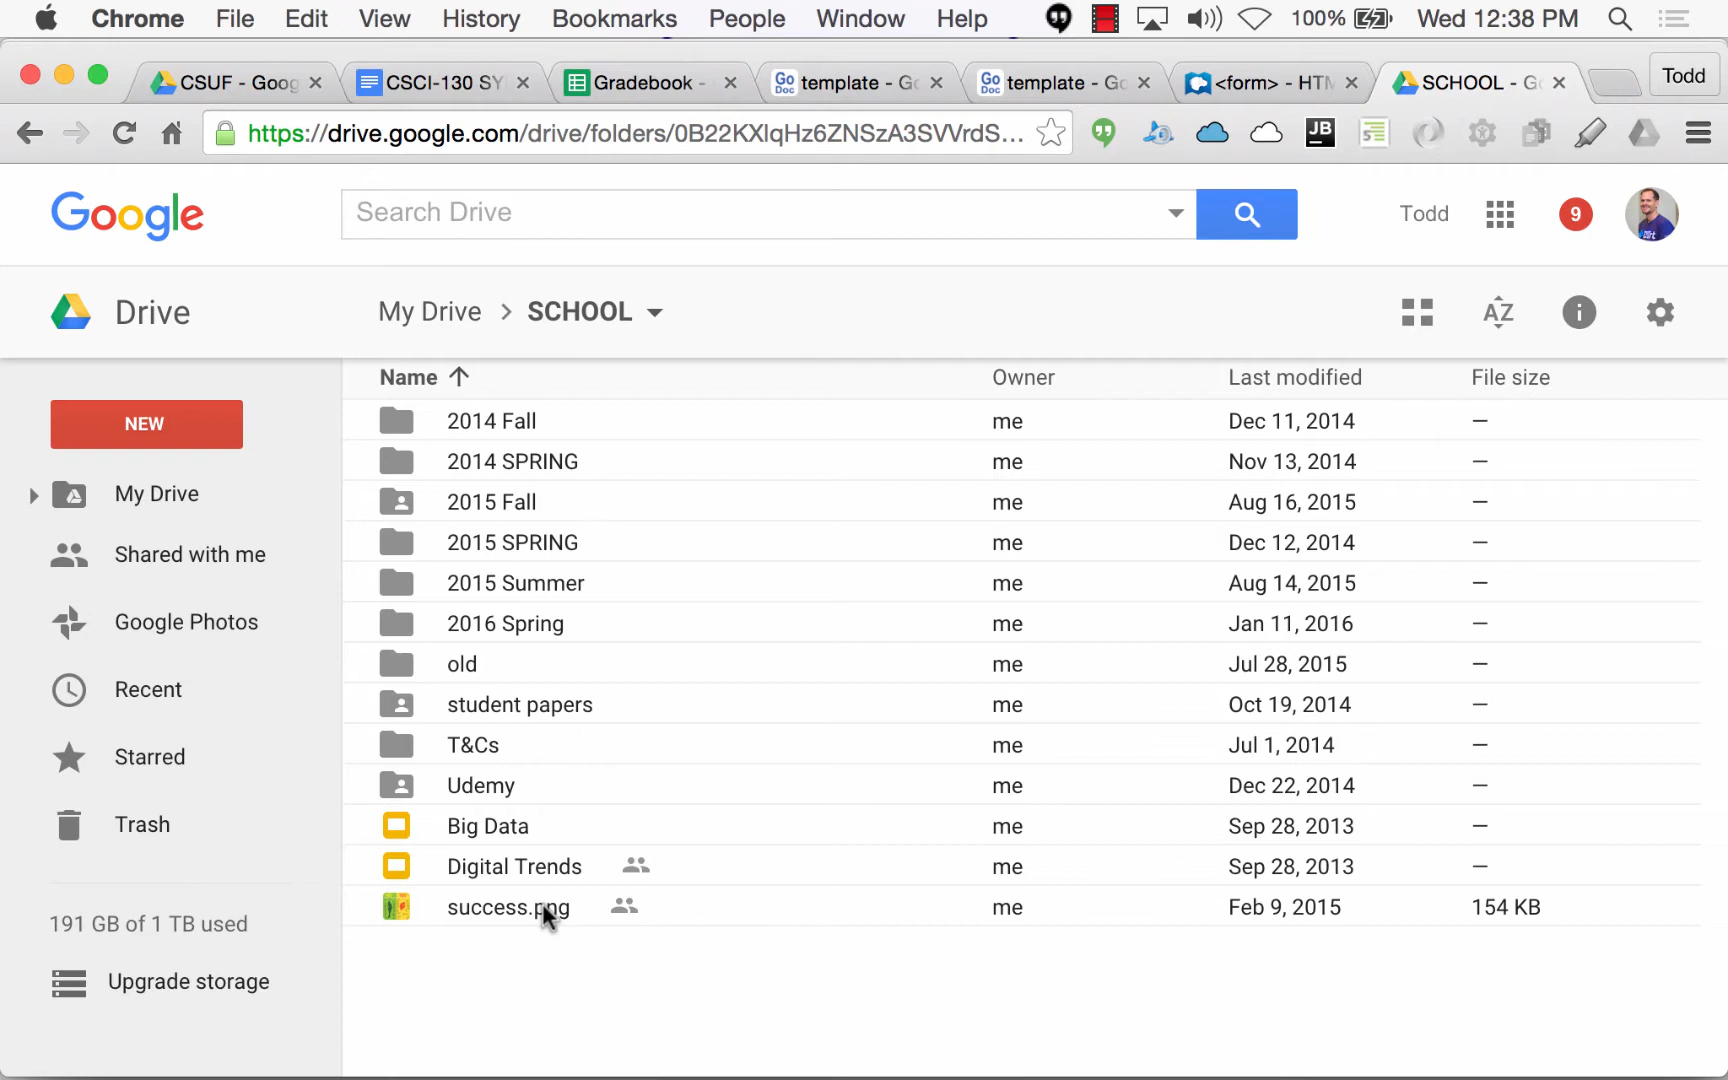 Chrome File Edit View History Bookmarks People Window Help 100% Wed 12:38 PM
CSUF - Goog CSCI-130 SY Gradebook - Go Doc template - Go Go Doc template - Go <form> - HTM SCHOOL - G Todd
https://drive.google.com/drive/folders/0B22KXlqHz6ZNSzA3SVVrdS... JB
Google Search Drive Todd 9
Drive My Drive > SCHOOL AZ i
Name Owner Last modified File size
NEW
My Drive
Shared with me
Google Photos
Recent
Starred
Trash
191 GB of 1 TB used
Upgrade storage
2014 Fall me Dec 11, 2014 –
2014 SPRING me Nov 13, 2014 –
2015 Fall me Aug 16, 2015 –
2015 SPRING me Dec 12, 2014 –
2015 Summer me Aug 14, 2015 –
2016 Spring me Jan 11, 2016 –
old me Jul 28, 2015 –
student papers me Oct 19, 2014 –
T&Cs me Jul 1, 2014 –
Udemy me Dec 22, 2014 –
Big Data me Sep 28, 2013 –
Digital Trends me Sep 28, 2013 –
success.png me Feb 9, 2015 154 KB